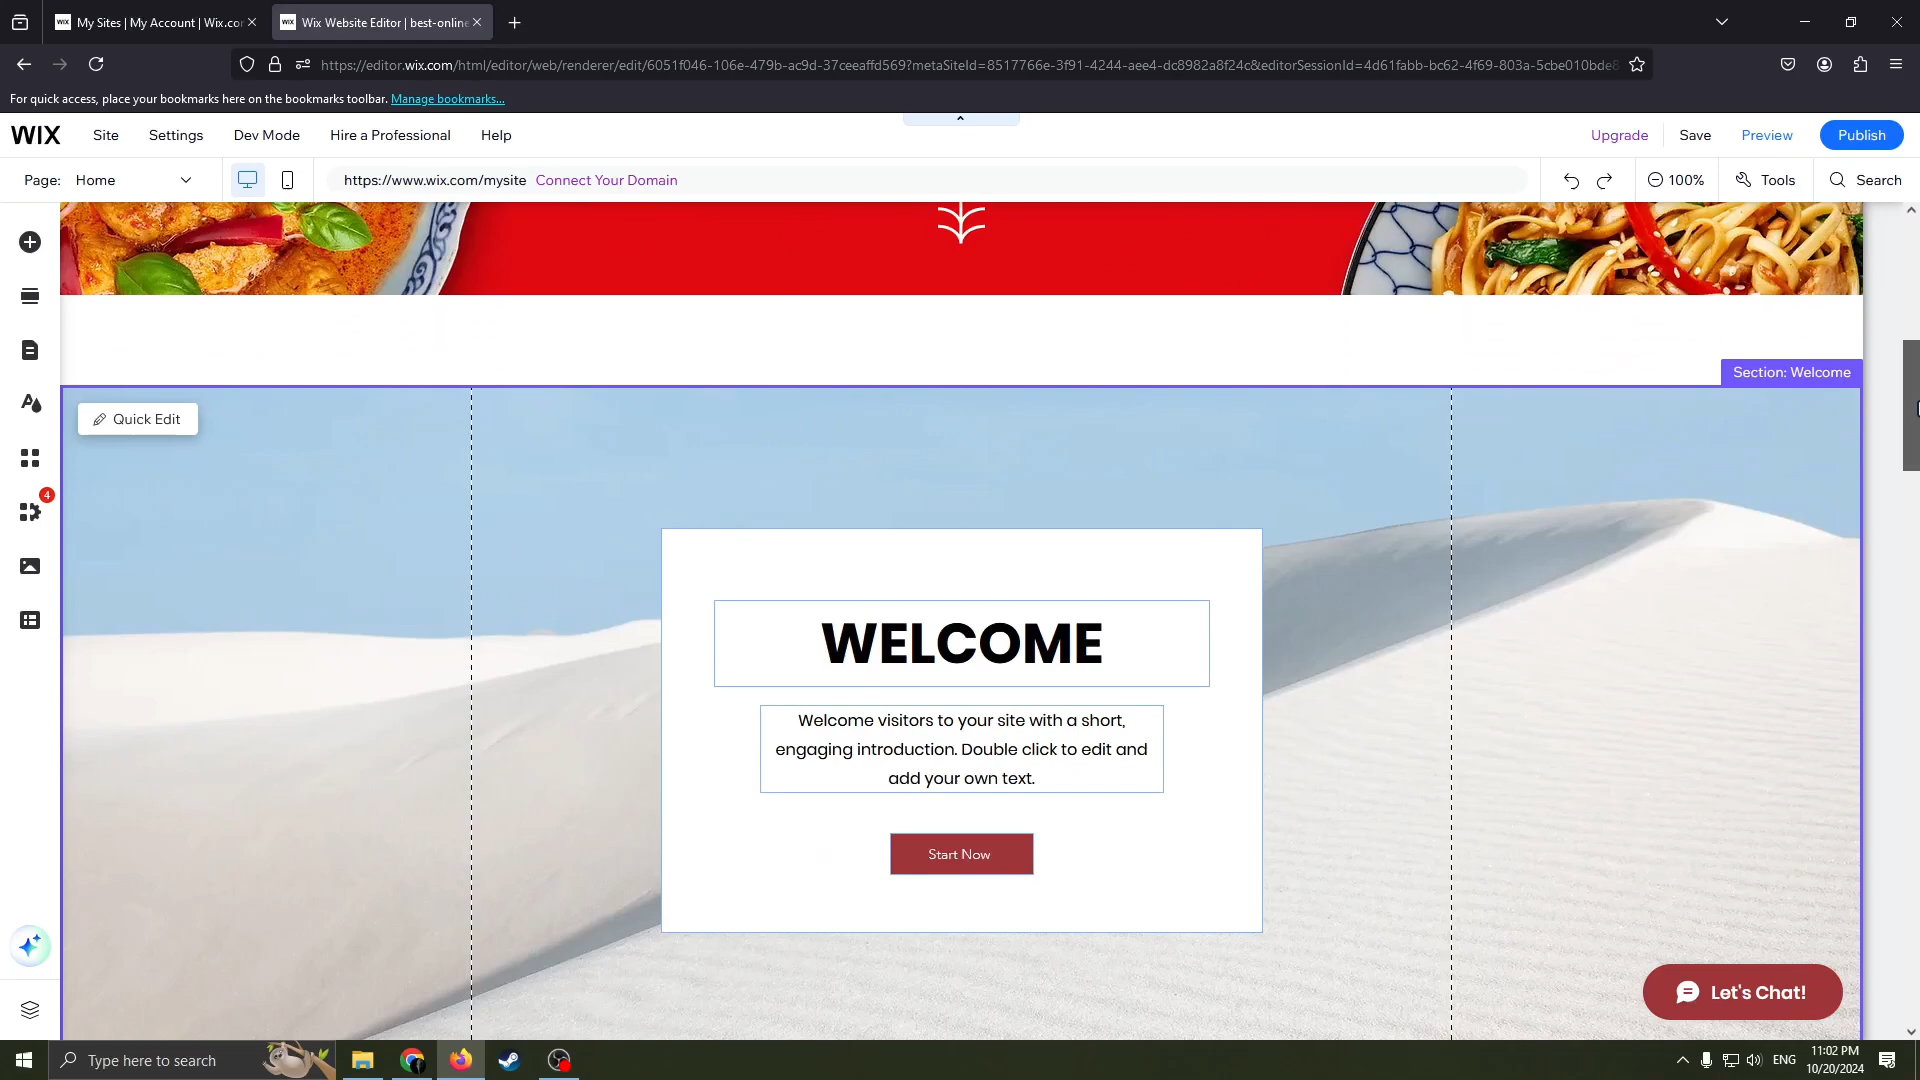 My Sites | My Account | Wix.cor
Wix Website Editor | best-online
https://editor.wix.com/html/editor/web/renderer/edit/6051f046-106e-479b-ac9d-37ceeaffd569?metaSiteId=8517766e-3f91-4244-aee4-dc8982a8f24c&editorSessionId=4d61fabb-bc62-4f69-803a-5cbe010bde8
For quick access, place your bookmarks here on the bookmarks toolbar. Manage bookmarks...
WIX Site Settings Dev Mode Hire a Professional Help Upgrade Save Preview Publish
Page: Home https://www.wix.com/mysite Connect Your Domain 100% Tools Search
Section: Welcome
Quick Edit
4
WELCOME
Welcome visitors to your site with a short,
engaging introduction. Double click to edit and
add your own text.
Start Now
Let's Chat!
Type here to search
ENG
11:02 PM
10/20/2024